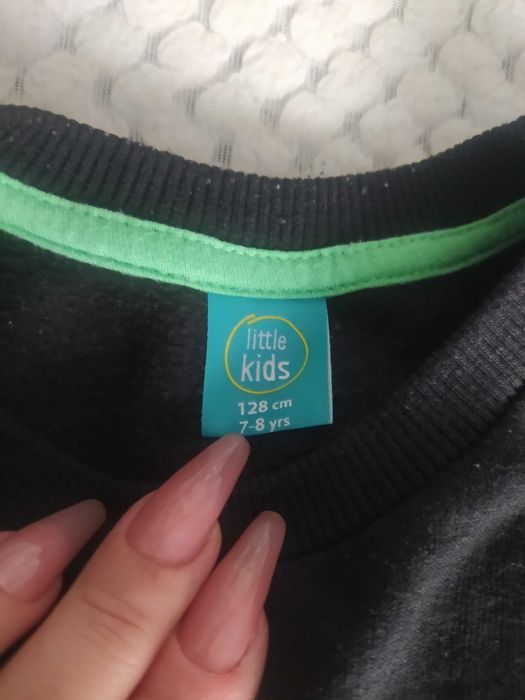 little
kids
128 cm
7-8 yrs